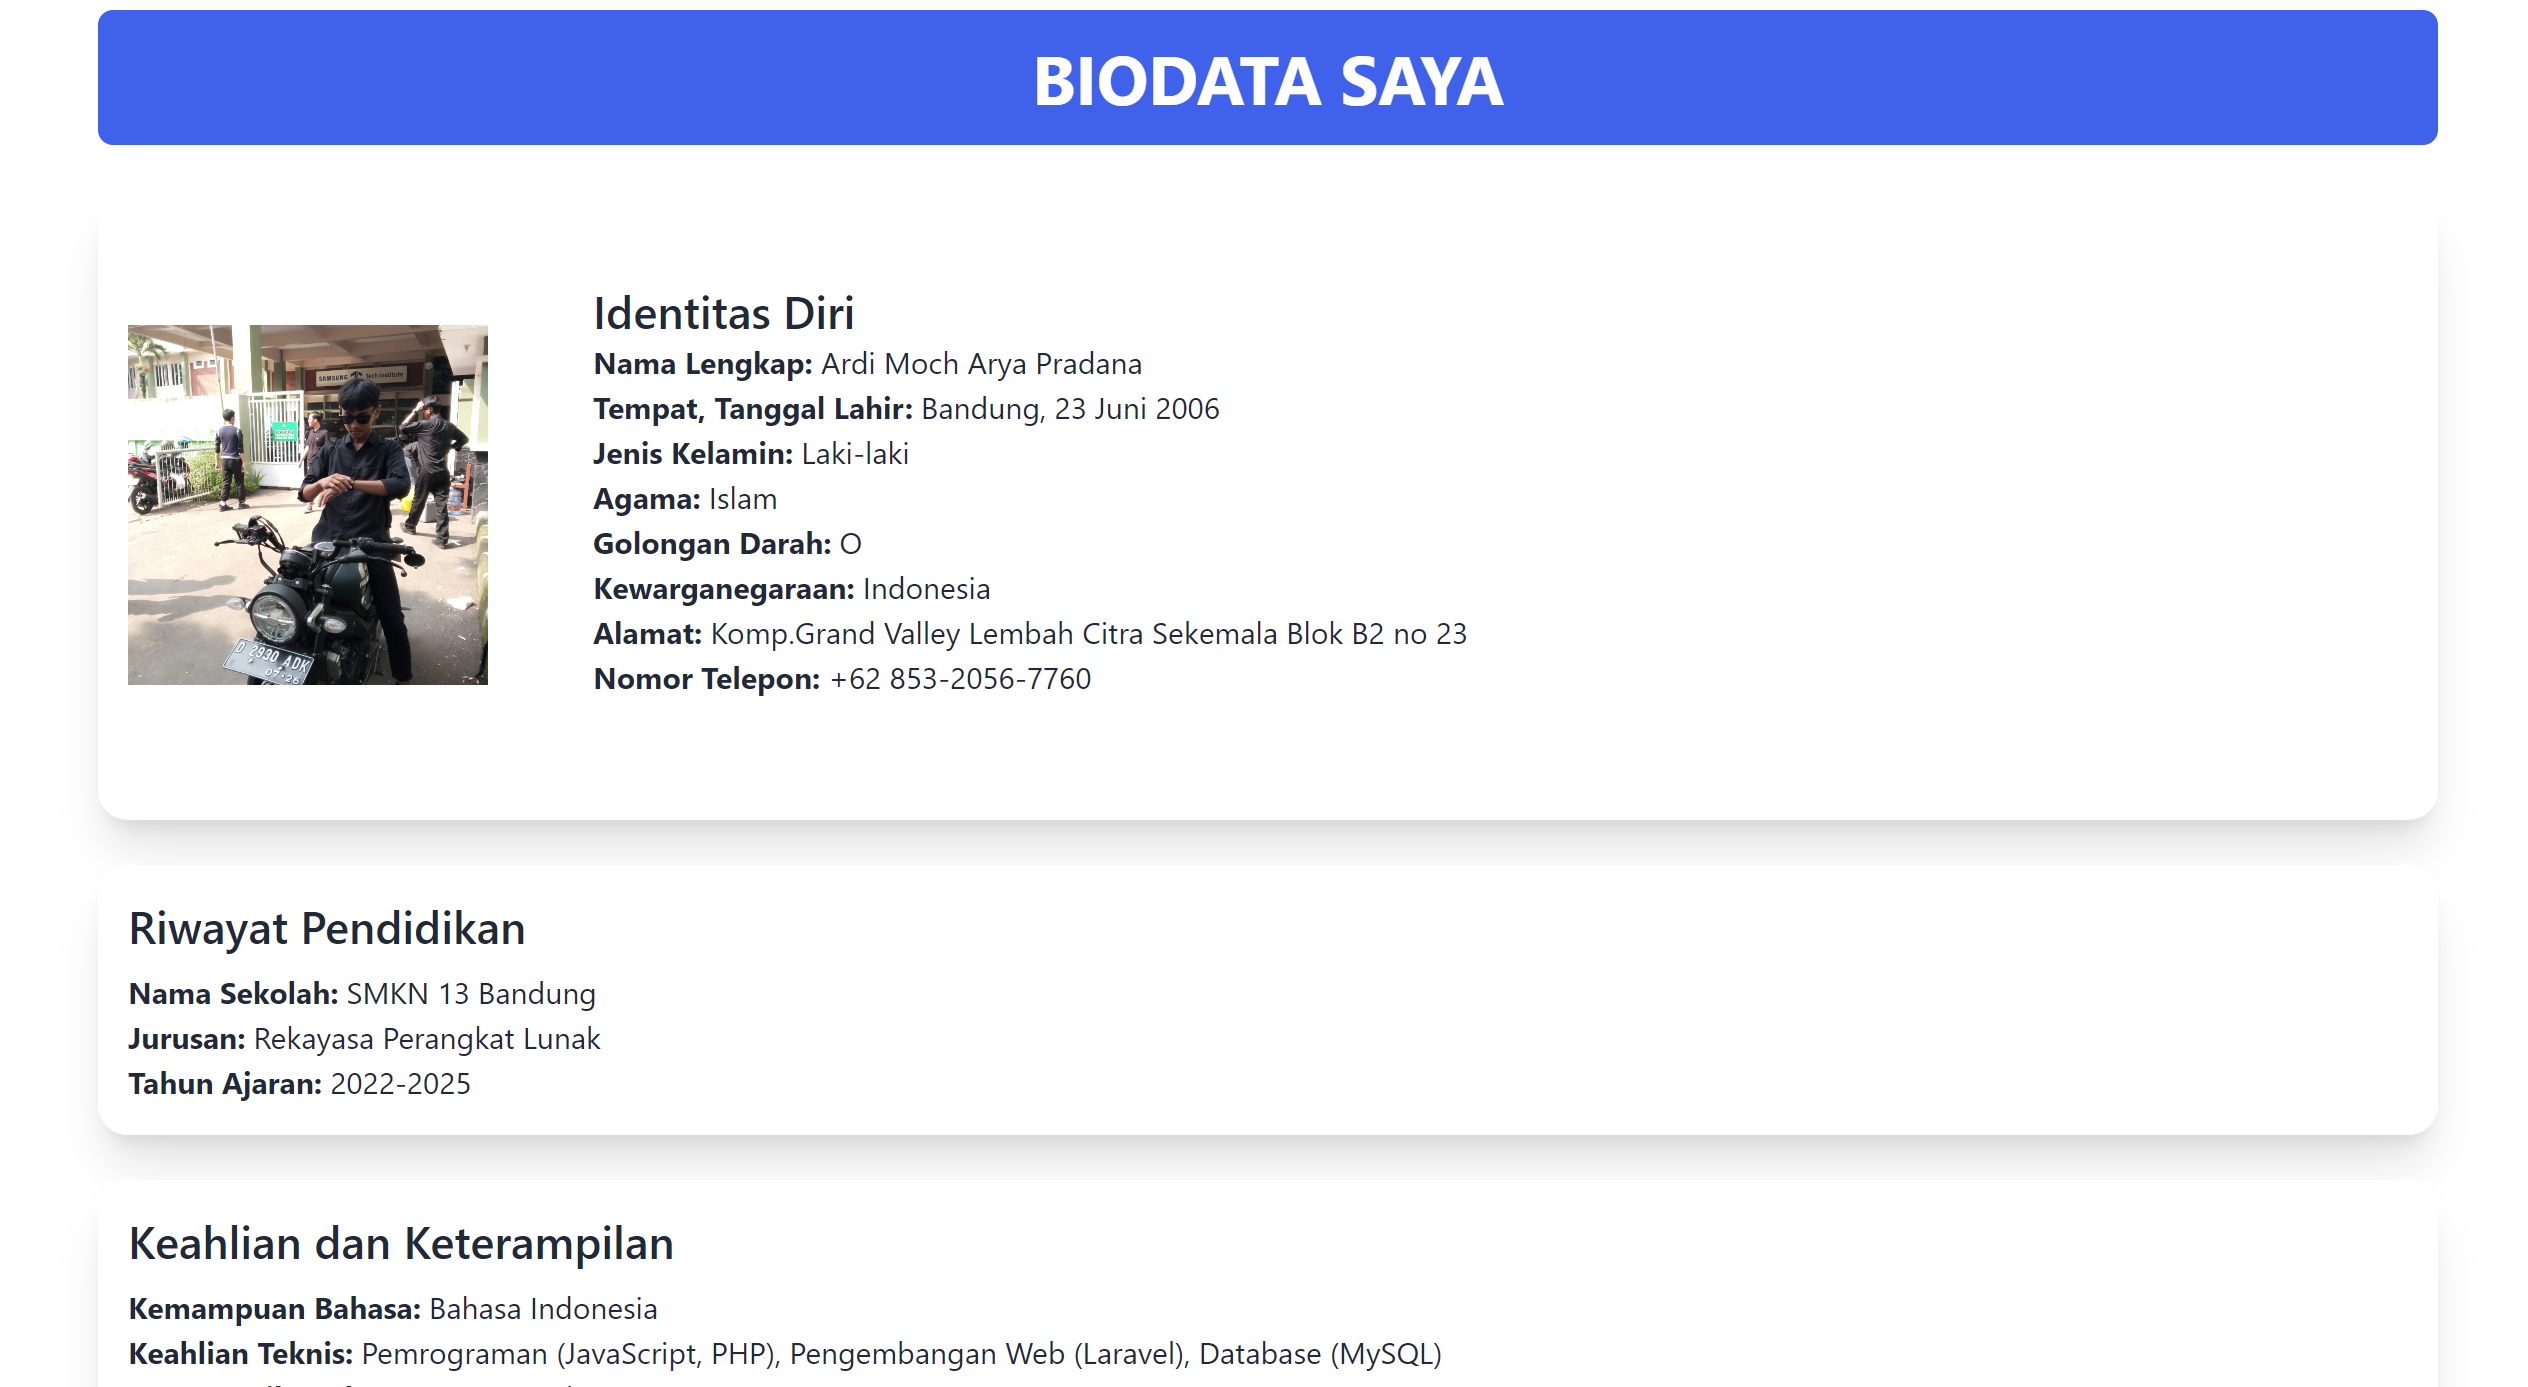 BIODATA SAYA
SAMSUNG Tech Institute
D 2930 ADK
07·26
Identitas Diri
Nama Lengkap: Ardi Moch Arya Pradana
Tempat, Tanggal Lahir: Bandung, 23 Juni 2006
Jenis Kelamin: Laki-laki
Agama: Islam
Golongan Darah: O
Kewarganegaraan: Indonesia
Alamat: Komp.Grand Valley Lembah Citra Sekemala Blok B2 no 23
Nomor Telepon: +62 853-2056-7760
Riwayat Pendidikan
Nama Sekolah: SMKN 13 Bandung
Jurusan: Rekayasa Perangkat Lunak
Tahun Ajaran: 2022-2025
Keahlian dan Keterampilan
Kemampuan Bahasa: Bahasa Indonesia
Keahlian Teknis: Pemrograman (JavaScript, PHP), Pengembangan Web (Laravel), Database (MySQL)